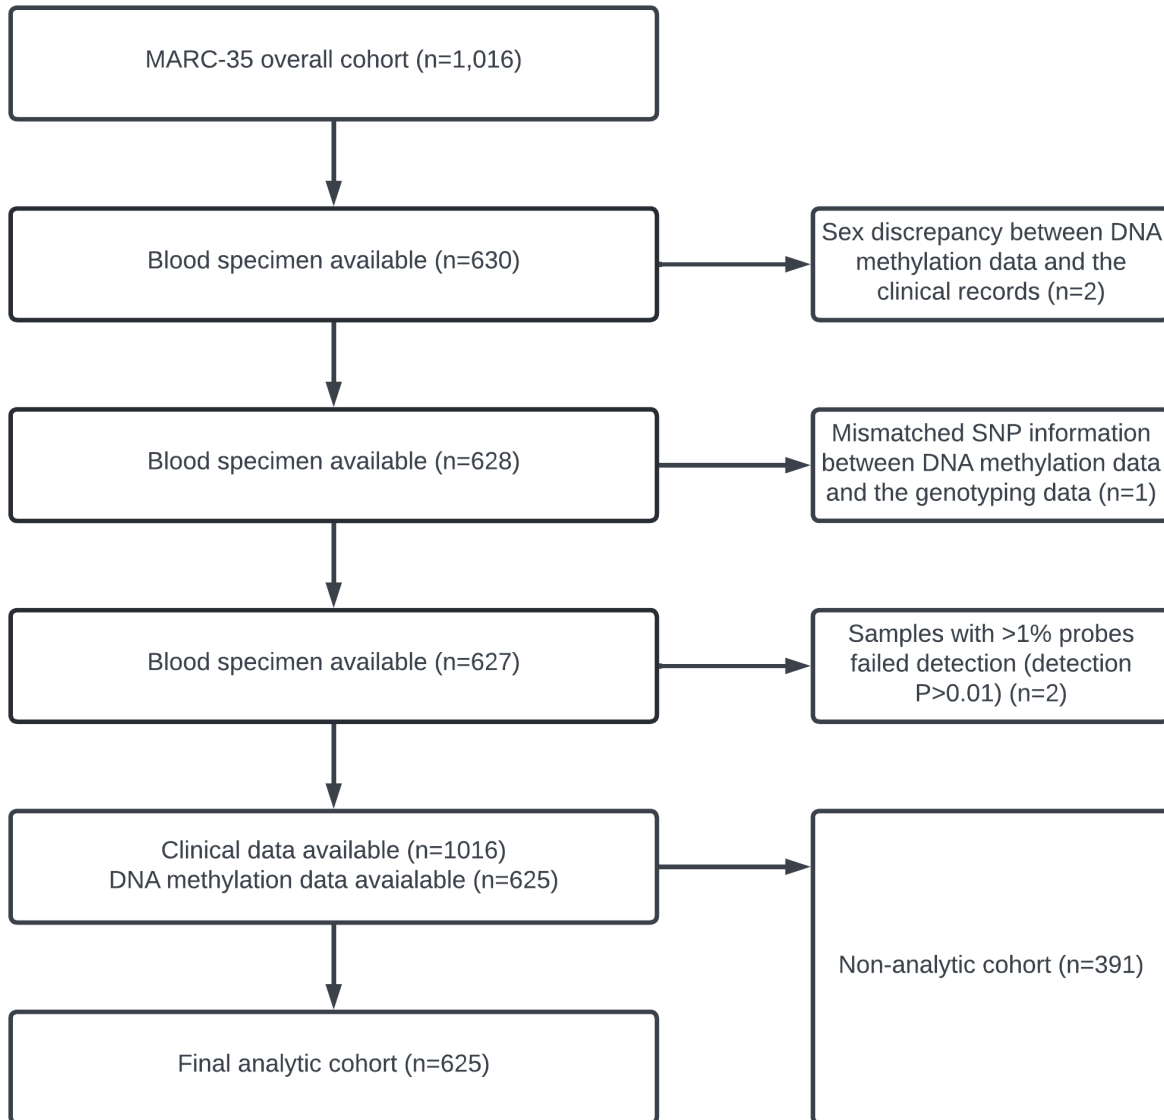 MARC-35 overall cohort (n=1,016)
Blood specimen available (n=630)
Sex discrepancy between DNA
methylation data and the
clinical records (n=2)
Blood specimen available (n=628)
Mismatched SNP information
between DNA methylation data
and the genotyping data (n=1)
Blood specimen available (n=627)
Samples with >1% probes
failed detection (detection
P>0.01) (n=2)
Clinical data available (n=1016)
DNA methylation data avaialable (n=625)
Non-analytic cohort (n=391)
Final analytic cohort (n=625)